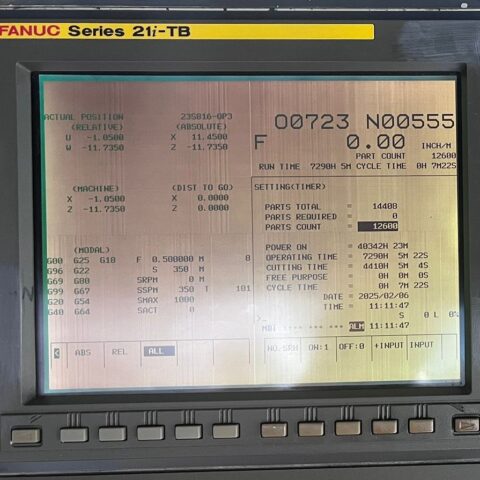 FANUC Series 21i-TB
ACTUAL POSITION 235B16-OP3
(RELATIVE) (ABSOLUTE)
U -1.0500 X 11.4500
W -11.7350 Z -11.7350
(MACHINE) (DIST TO GO)
X -1.0500 X 0.0000
Z -11.7350 Z 0.0000
(MODAL)
G00 G25 G18 F 0.500000 M 8
G96 G22 S 350 M
G69 G80 SRPM 0 M
G99 G67 SSPM 350 T 101
G20 G54 SMAX 1000
G40 G64 SACT 0
< ABS REL ALL
O0723 N00555
F 0.00 INCH/M
PART COUNT 12600
RUN TIME 7290H 5M CYCLE TIME 0H 7M22S
SETTING(TIMER)
PARTS TOTAL = 14408
PARTS REQUIRED = 0
PARTS COUNT = 12600
POWER ON = 40342H 23M
OPERATING TIME = 7290H 5M 22S
CUTTING TIME = 4410H 5M 4S
FREE PURPOSE = 0H 0M 0S
CYCLE TIME = 0H 7M 22S
DATE = 2025/02/06
TIME = 11:11:47
>_ S 0 L 0%
MDI **** *** *** ALM 11:11:47
NO.SRH ON:1 OFF:0 +INPUT INPUT